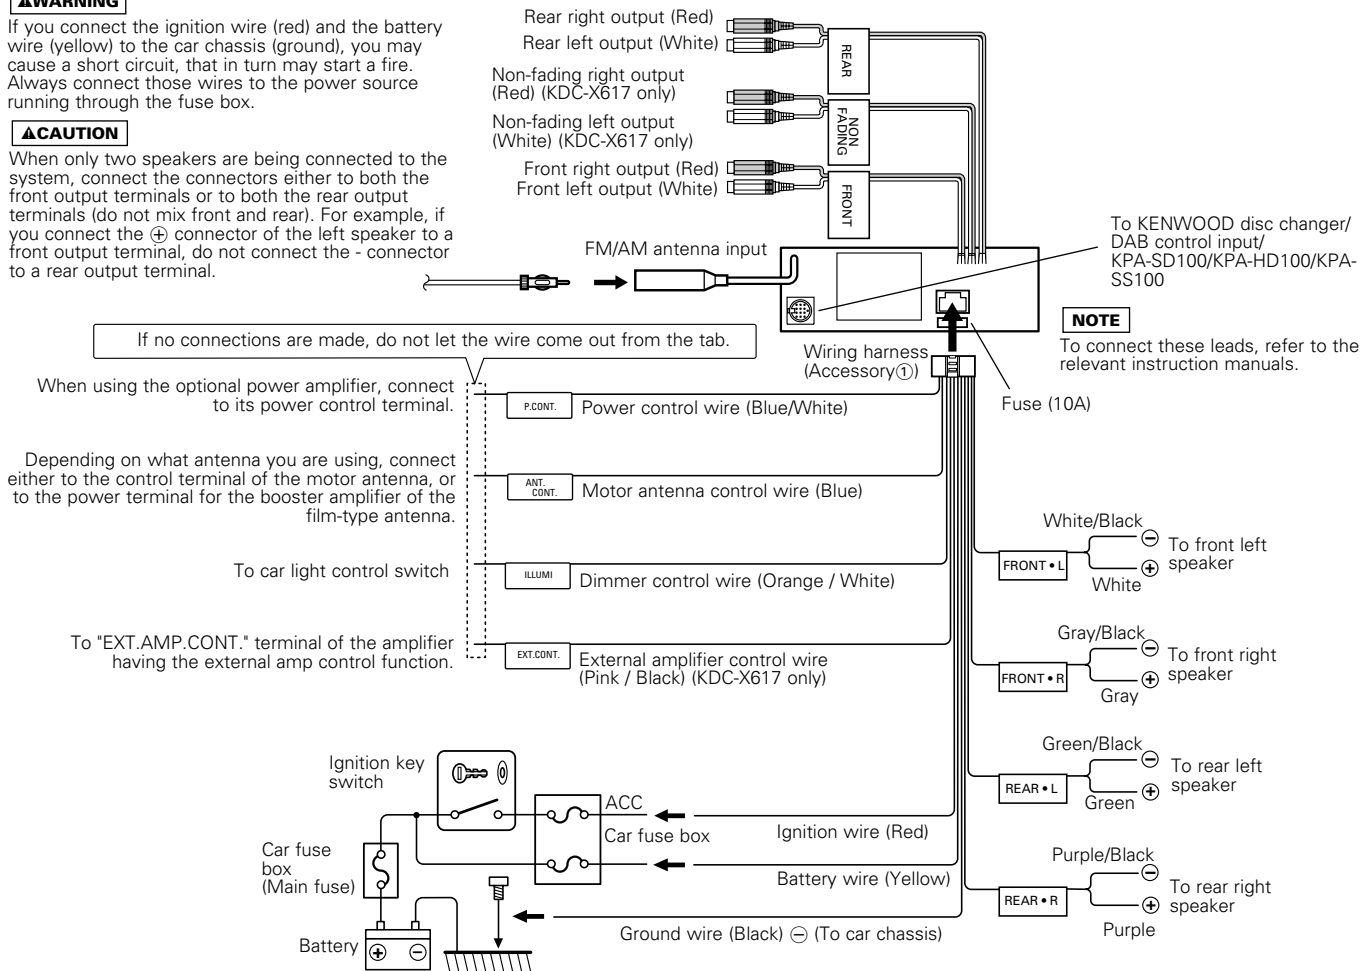 ⚠WARNING
If you connect the ignition wire (red) and the battery
wire (yellow) to the car chassis (ground), you may
cause a short circuit, that in turn may start a fire.
Always connect those wires to the power source
running through the fuse box.
⚠CAUTION
When only two speakers are being connected to the
system, connect the connectors either to both the
front output terminals or to both the rear output
terminals (do not mix front and rear). For example, if
you connect the ⊕ connector of the left speaker to a
front output terminal, do not connect the - connector
to a rear output terminal.
Rear right output (Red)
Rear left output (White)
REAR
Non-fading right output
(Red) (KDC-X617 only)
Non-fading left output
(White) (KDC-X617 only)
NON
FADING
Front right output (Red)
Front left output (White)
FRONT
FM/AM antenna input
To KENWOOD disc changer/
DAB control input/
KPA-SD100/KPA-HD100/KPA-
SS100
NOTE
To connect these leads, refer to the
relevant instruction manuals.
If no connections are made, do not let the wire come out from the tab.
Wiring harness
(Accessory①)
Fuse (10A)
When using the optional power amplifier, connect
to its power control terminal.
P.CONT.
Power control wire (Blue/White)
Depending on what antenna you are using, connect
either to the control terminal of the motor antenna, or
to the power terminal for the booster amplifier of the
film-type antenna.
ANT.
CONT.
Motor antenna control wire (Blue)
To car light control switch
ILLUMI
Dimmer control wire (Orange / White)
To "EXT.AMP.CONT." terminal of the amplifier
having the external amp control function.
EXT.CONT.
External amplifier control wire
(Pink / Black) (KDC-X617 only)
White/Black
⊖
FRONT • L
To front left
speaker
⊕
White
Gray/Black
⊖
FRONT • R
To front right
speaker
⊕
Gray
Green/Black
⊖
REAR • L
To rear left
speaker
⊕
Green
Purple/Black
⊖
REAR • R
To rear right
speaker
⊕
Purple
Ignition key
switch
ACC
Car fuse box
Ignition wire (Red)
Car fuse
box
(Main fuse)
Battery wire (Yellow)
Ground wire (Black) ⊖ (To car chassis)
Battery
⊕ ⊖